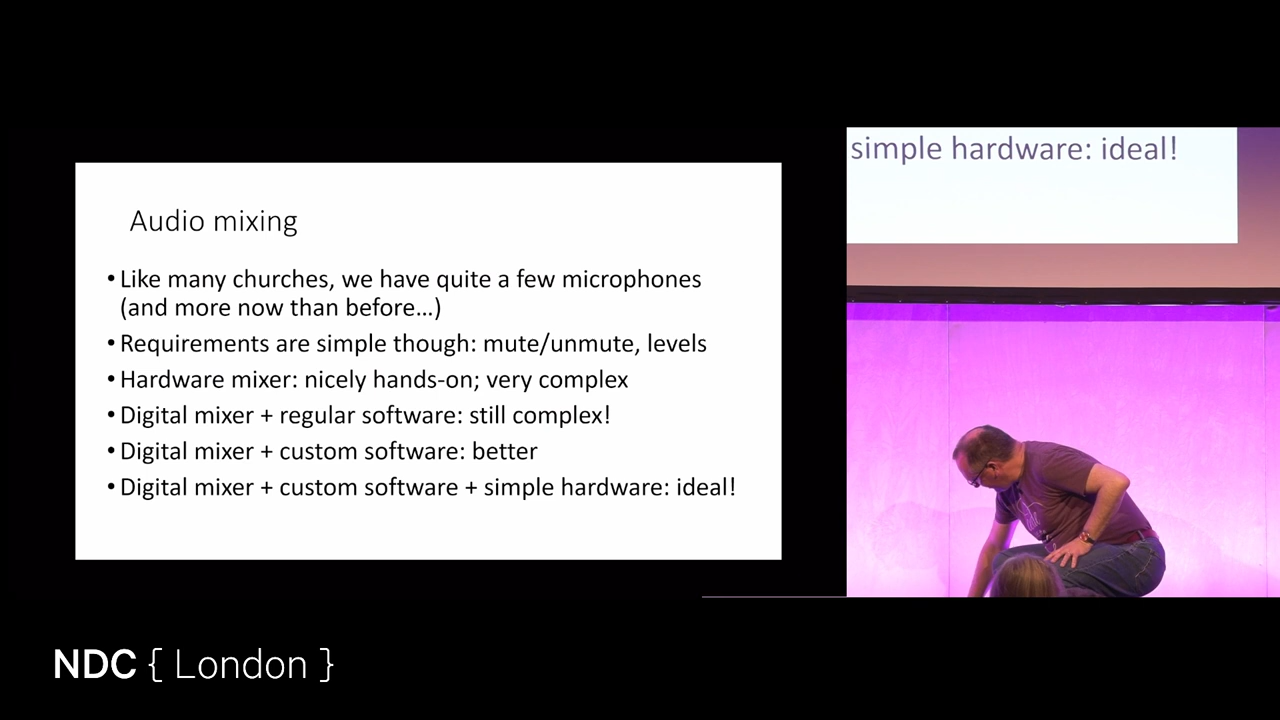 Audio mixing
•Like many churches, we have quite a few microphones
(and more now than before…)
•Requirements are simple though: mute/unmute, levels
•Hardware mixer: nicely hands-on; very complex
•Digital mixer + regular software: still complex!
•Digital mixer + custom software: better
•Digital mixer + custom software + simple hardware: ideal!
simple hardware: ideal!
NDC { London }